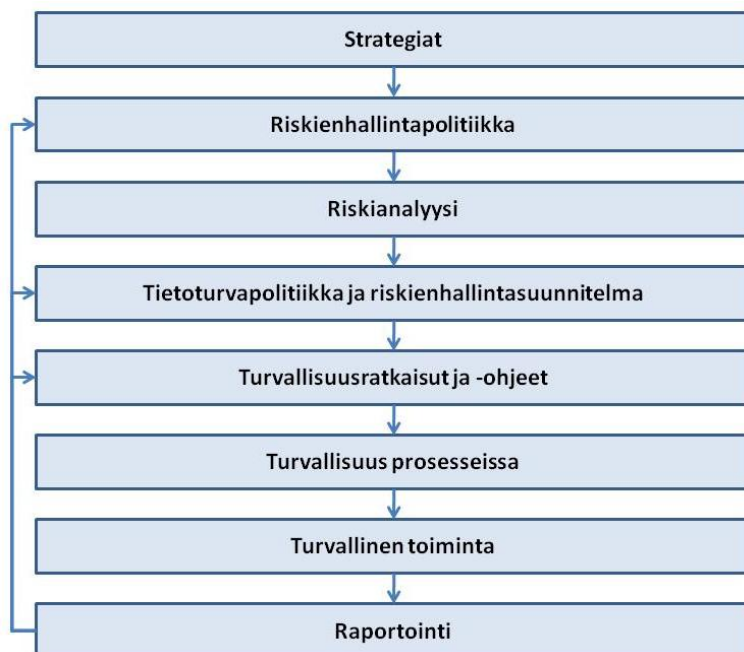 Strategiat
Riskienhallintapolitiikka
Riskianalyysi
Tietoturvapolitiikka ja riskienhallintasuunnitelma
Turvallisuusratkaisut ja -ohjeet
Turvallisuus prosesseissa
Turvallinen toiminta
Raportointi